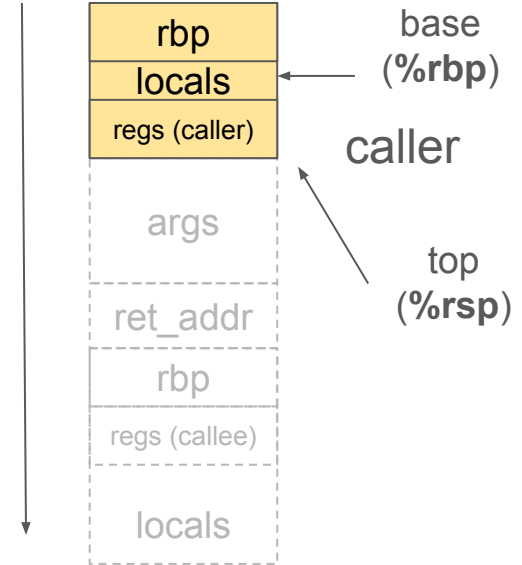 rbp
locals
regs (caller)
args
ret_addr
rbp
regs (callee)
locals
base
(%rbp)
caller
top
(%rsp)